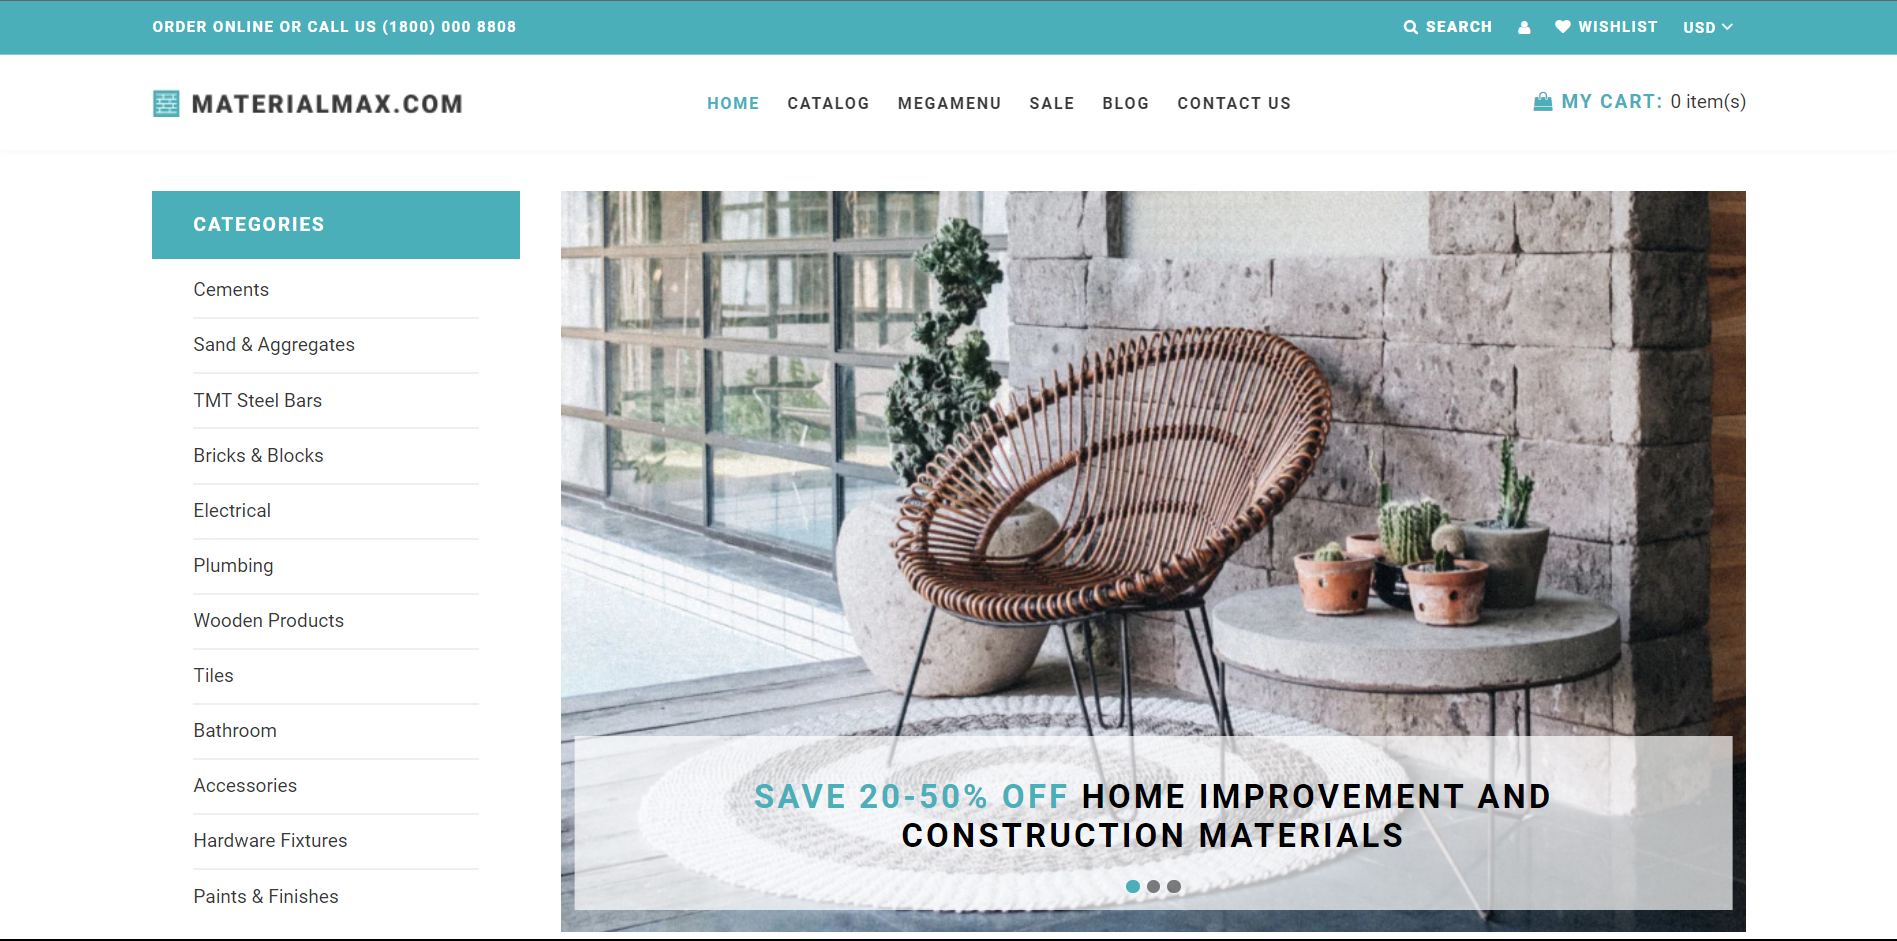 ORDER ONLINE OR CALL US (1800) 000 8808
SEARCH
WISHLIST
USD
MATERIALMAX.COM
HOME
CATALOG
MEGAMENU
SALE
BLOG
CONTACT US
MY CART: 0 item(s)
CATEGORIES
Cements
Sand & Aggregates
TMT Steel Bars
Bricks & Blocks
Electrical
Plumbing
Wooden Products
Tiles
Bathroom
Accessories
Hardware Fixtures
Paints & Finishes
SAVE 20-50% OFF HOME IMPROVEMENT AND
CONSTRUCTION MATERIALS